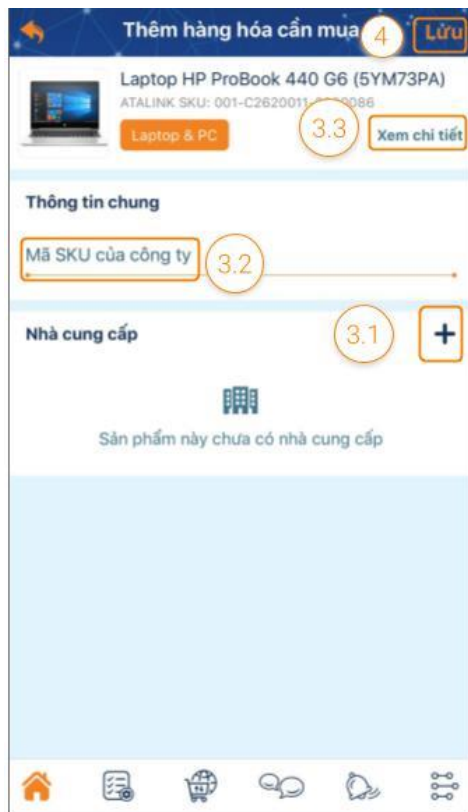 Thêm hàng hóa cần mua
4
Lưu
Laptop HP ProBook 440 G6 (5YM73PA)
Laptop & PC
3.3
Xem chi tiết
Thông tin chung
Mã SKU của công ty
3.2
Nhà cung cấp
3.1
+
Sản phẩm này chưa có nhà cung cấp